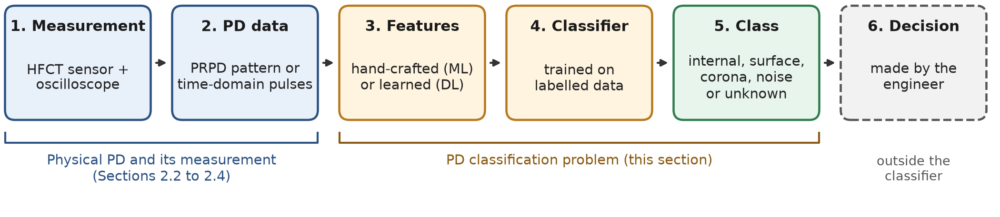 1. Measurement
HFCT sensor +
oscilloscope
2. PD data
PRPD pattern or
time-domain pulses
3. Features
hand-crafted (ML)
or learned (DL)
4. Classifier
trained on
labelled data
5. Class
internal, surface,
corona, noise
or unknown
6. Decision
made by the
engineer
Physical PD and its measurement
(Sections 2.2 to 2.4)
PD classification problem (this section)
outside the
classifier